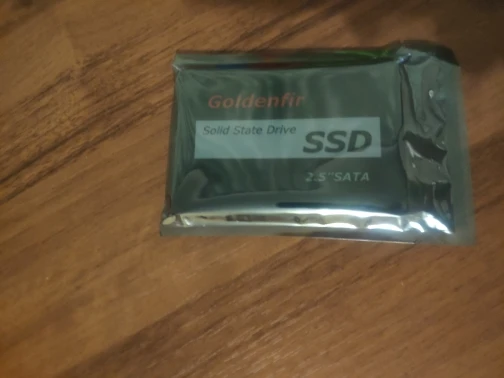 Goldenfir
Solid State Drive
SSD
2.5"SATA